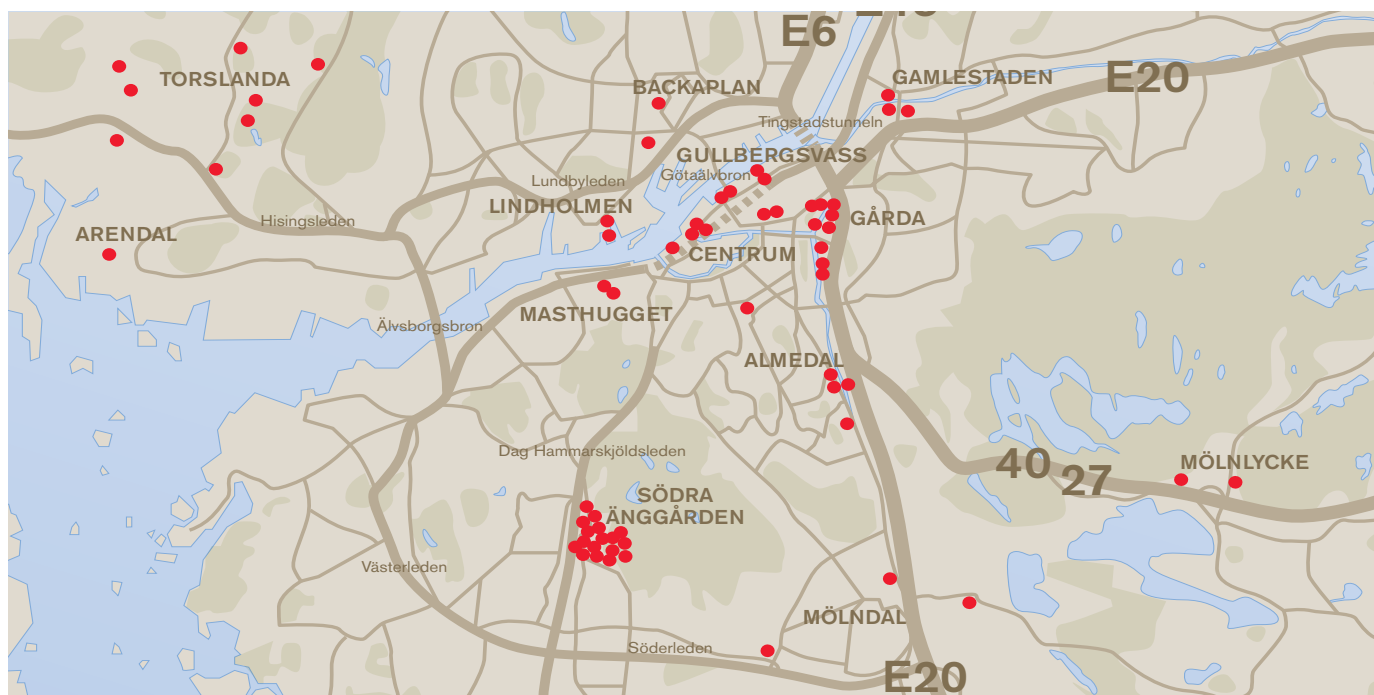 E6
TORSLANDA
BACKAPLAN
GAMLESTADEN
E20
Tingstadstunneln
GULLBERGSVASS
Götaälvbron
Lundbyleden
LINDHOLMEN
Hisingsleden
GÅRDA
ARENDAL
CENTRUM
MASTHUGGET
Älvsborgsbron
ALMEDAL
Dag Hammarskjöldsleden
40
27
MÖLNLYCKE
SÖDRA
ÄNGGÅRDEN
Västerleden
MÖLNDAL
Söderleden
E20